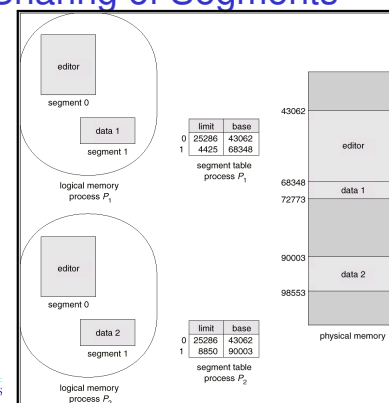 Sharing of Segments
editor
segment 0
data 1
segment 1
logical memory
process P1
limit base
0 25286 43062
1 4425 68348
segment table
process P1
editor
segment 0
data 2
segment 1
logical memory
process P2
limit base
0 25286 43062
1 8850 90003
segment table
process P2
43062
editor
68348
data 1
72773
90003
data 2
98553
physical memory